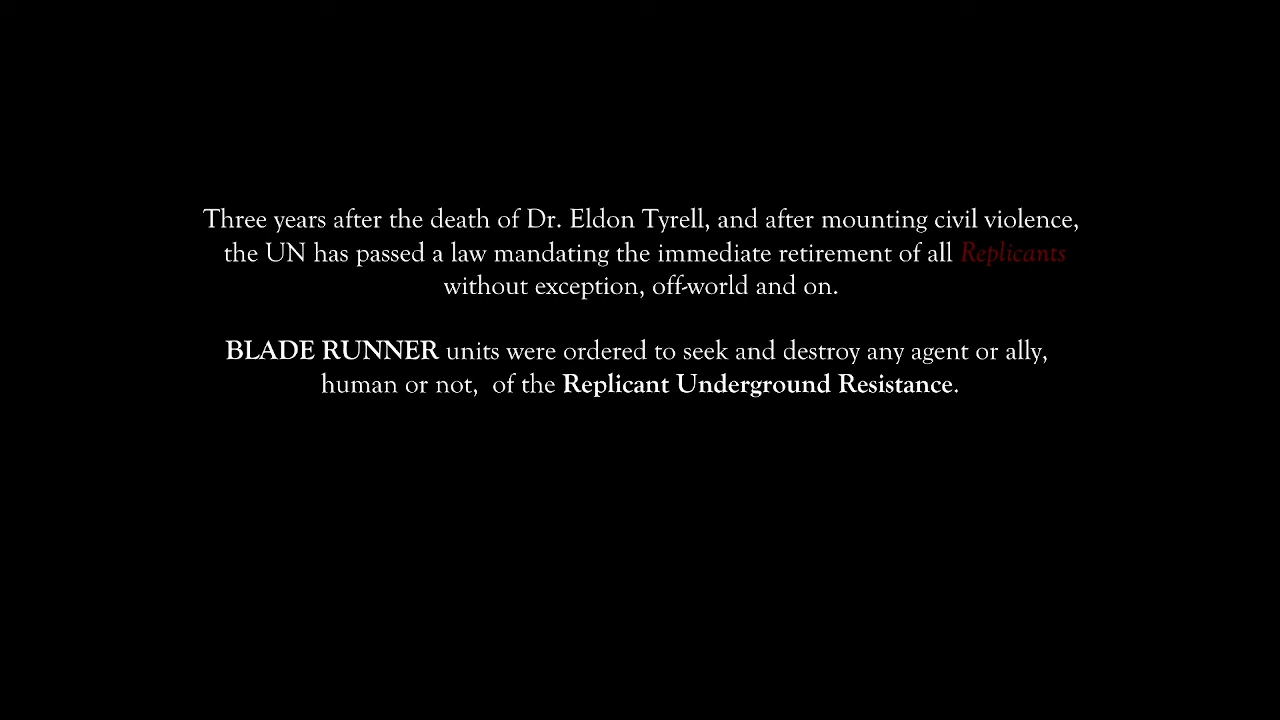 Three years after the death of Dr. Eldon Tyrell, and after mounting civil violence,
the UN has passed a law mandating the immediate retirement of all Replicants
without exception, off-world and on.
BLADE RUNNER units were ordered to seek and destroy any agent or ally,
human or not,  of the Replicant Underground Resistance.